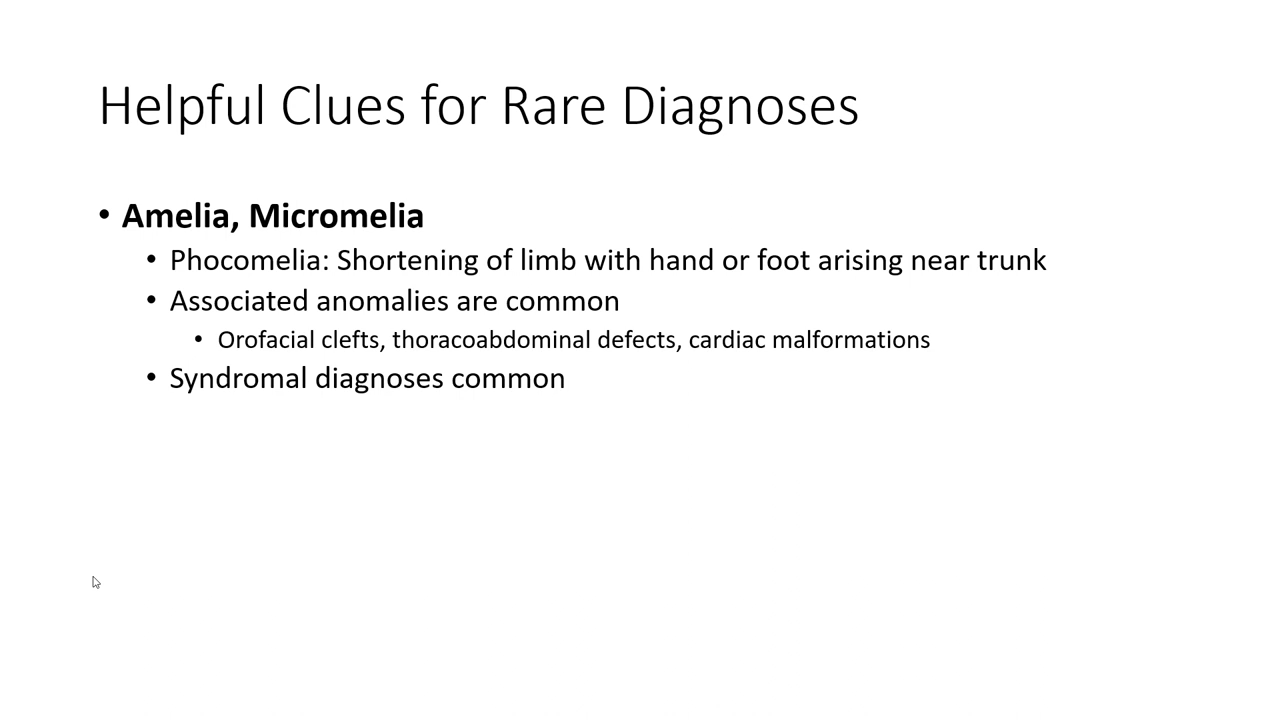 Helpful Clues for Rare Diagnoses
• Amelia, Micromelia
• Phocomelia: Shortening of limb with hand or foot arising near trunk
• Associated anomalies are common
• Orofacial clefts, thoracoabdominal defects, cardiac malformations
• Syndromal diagnoses common